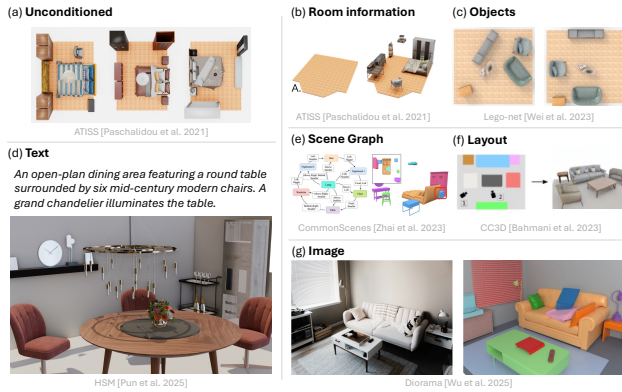 (a) Unconditioned
ATISS [Paschalidou et al. 2021]
(b) Room information
A.
ATISS [Paschalidou et al. 2021]
(c) Objects
Lego-net [Wei et al. 2023]
(d) Text
An open-plan dining area featuring a round table
surrounded by six mid-century modern chairs. A
grand chandelier illuminates the table.
HSM [Pun et al. 2025]
(e) Scene Graph
CommonScenes [Zhai et al. 2023]
(f) Layout
1
2
CC3D [Bahmani et al. 2023]
(g) Image
Diorama [Wu et al. 2025]